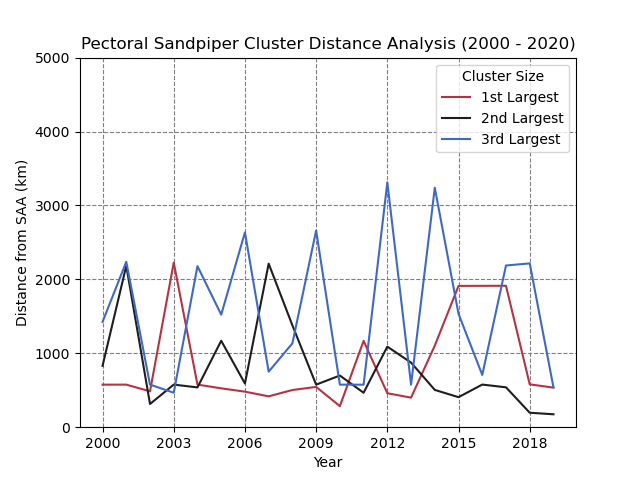 Pectoral Sandpiper Cluster Distance Analysis (2000 - 2020)
Cluster Size
1st Largest
2nd Largest
3rd Largest
Distance from SAA (km)
5000
4000
3000
2000
1000
0
2000 2003 2006 2009 2012 2015 2018
Year